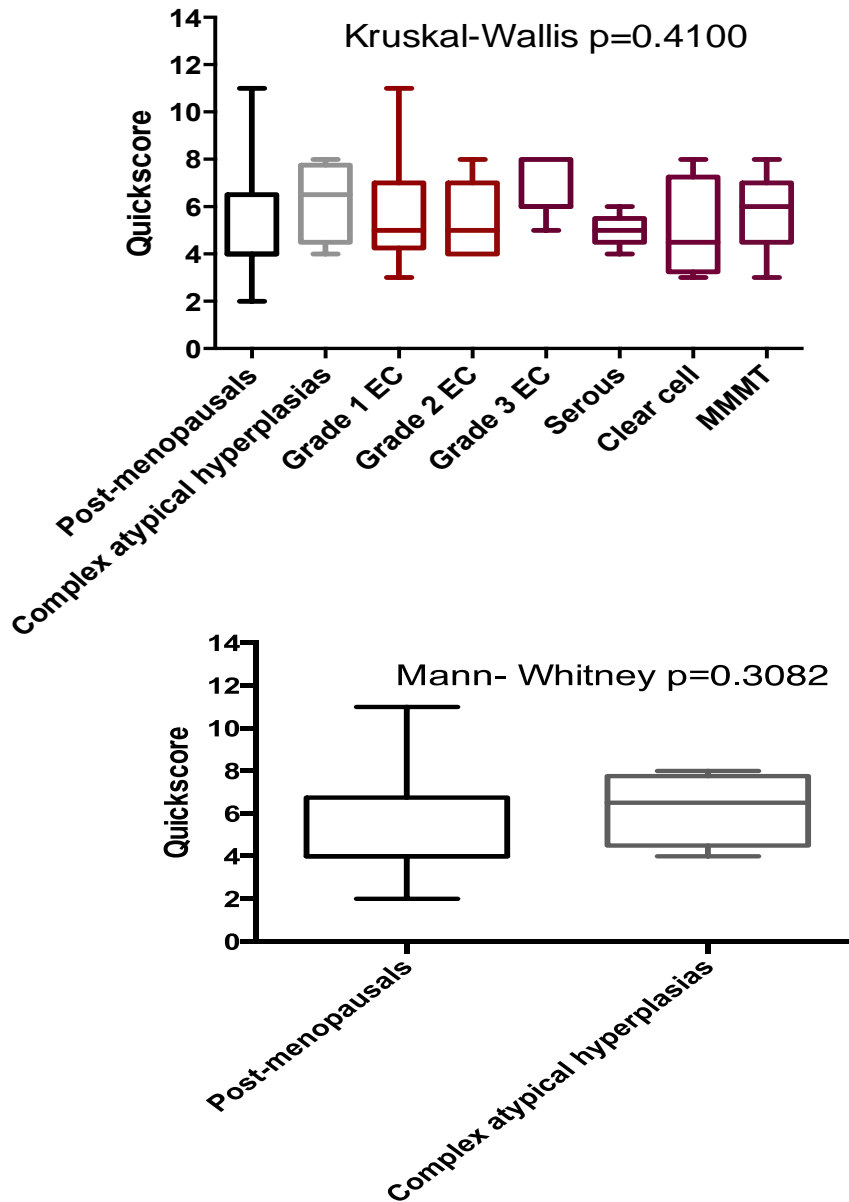 Kruskal-Wallis p=0.4100
Quickscore
14
12
10
8
6
4
2
0
Post-menopausals
Complex atypical hyperplasias
Grade 1 EC
Grade 2 EC
Grade 3 EC
Serous
Clear cell
MMMT
Mann- Whitney p=0.3082
Quickscore
14
12
10
8
6
4
2
0
Post-menopausals
Complex atypical hyperplasias